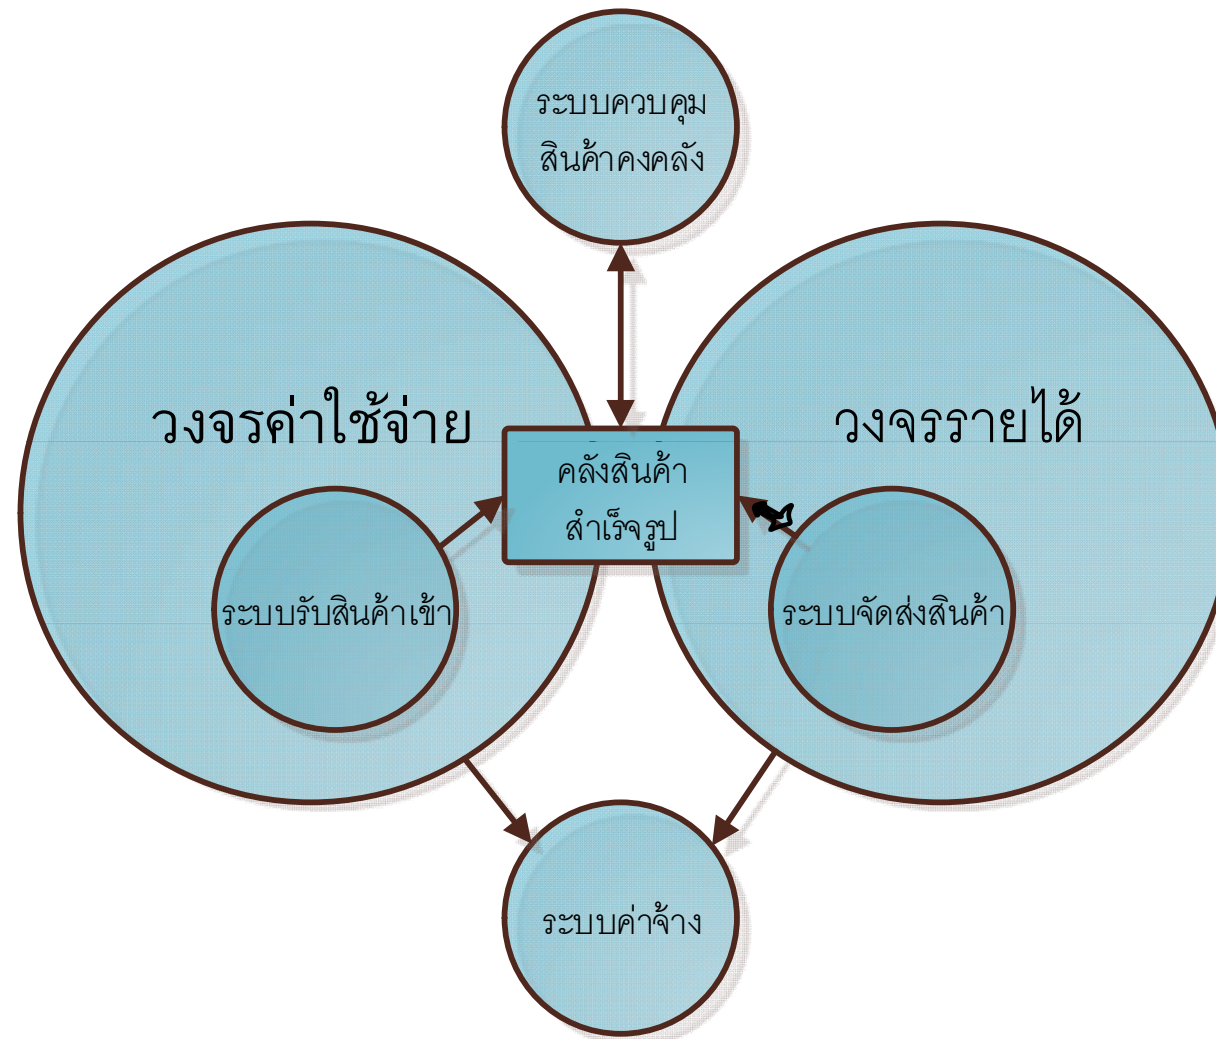 ระบบควบคุม
สินค้าคงคลัง
วงจรค่าใช้จ่าย
วงจรรายได้
คลังสินค้า
สำเร็จรูป
ระบบรับสินค้าเข้า
ระบบจัดส่งสินค้า
ระบบค่าจ้าง